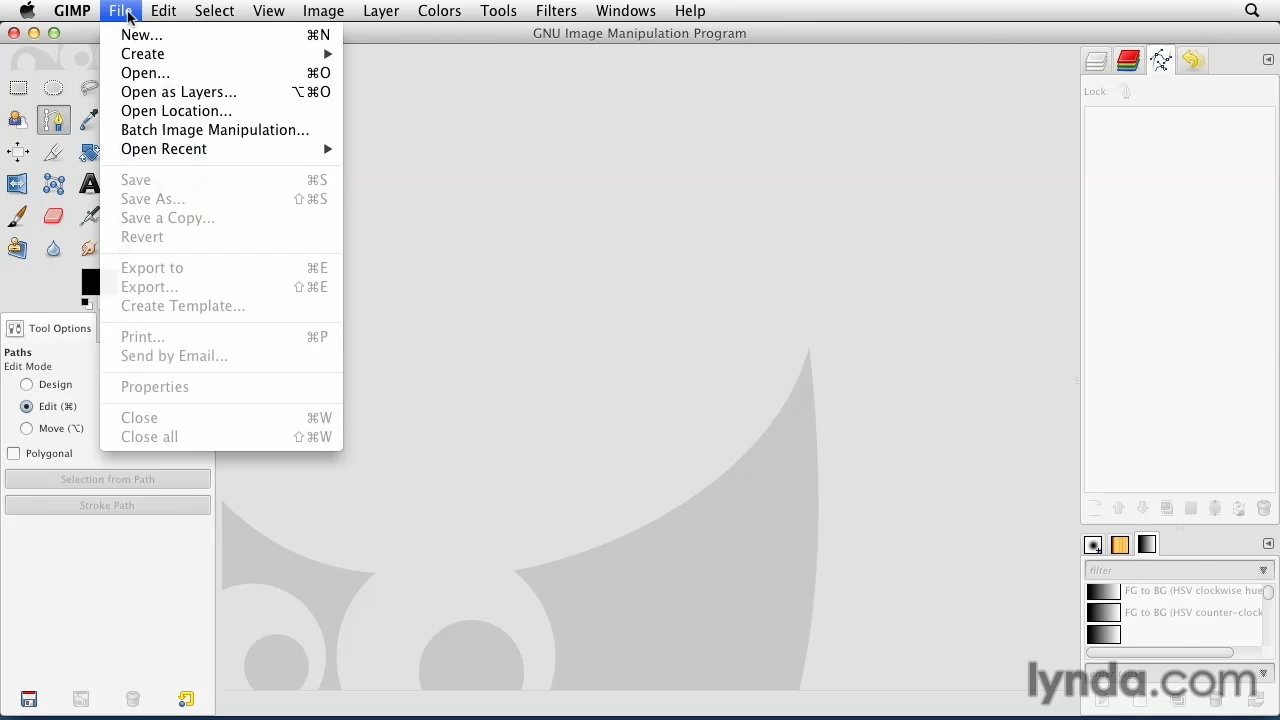 GIMP File Edit Select View Image Layer Colors Tools Filters Windows Help
GNU Image Manipulation Program
New... ⌘N
Create
Open... ⌘O
Open as Layers... ⌥⌘O
Open Location...
Batch Image Manipulation...
Open Recent
Save ⌘S
Save As... ⇧⌘S
Save a Copy...
Revert
Export to ⌘E
Export... ⇧⌘E
Create Template...
Print... ⌘P
Send by Email...
Properties
Close ⌘W
Close all ⇧⌘W
Tool Options
Paths
Edit Mode
Design
Edit (⌘)
Move (⌥)
Polygonal
Selection from Path
Stroke Path
Lock:
filter
FG to BG (HSV clockwise hue
FG to BG (HSV counter-clock
lynda.com